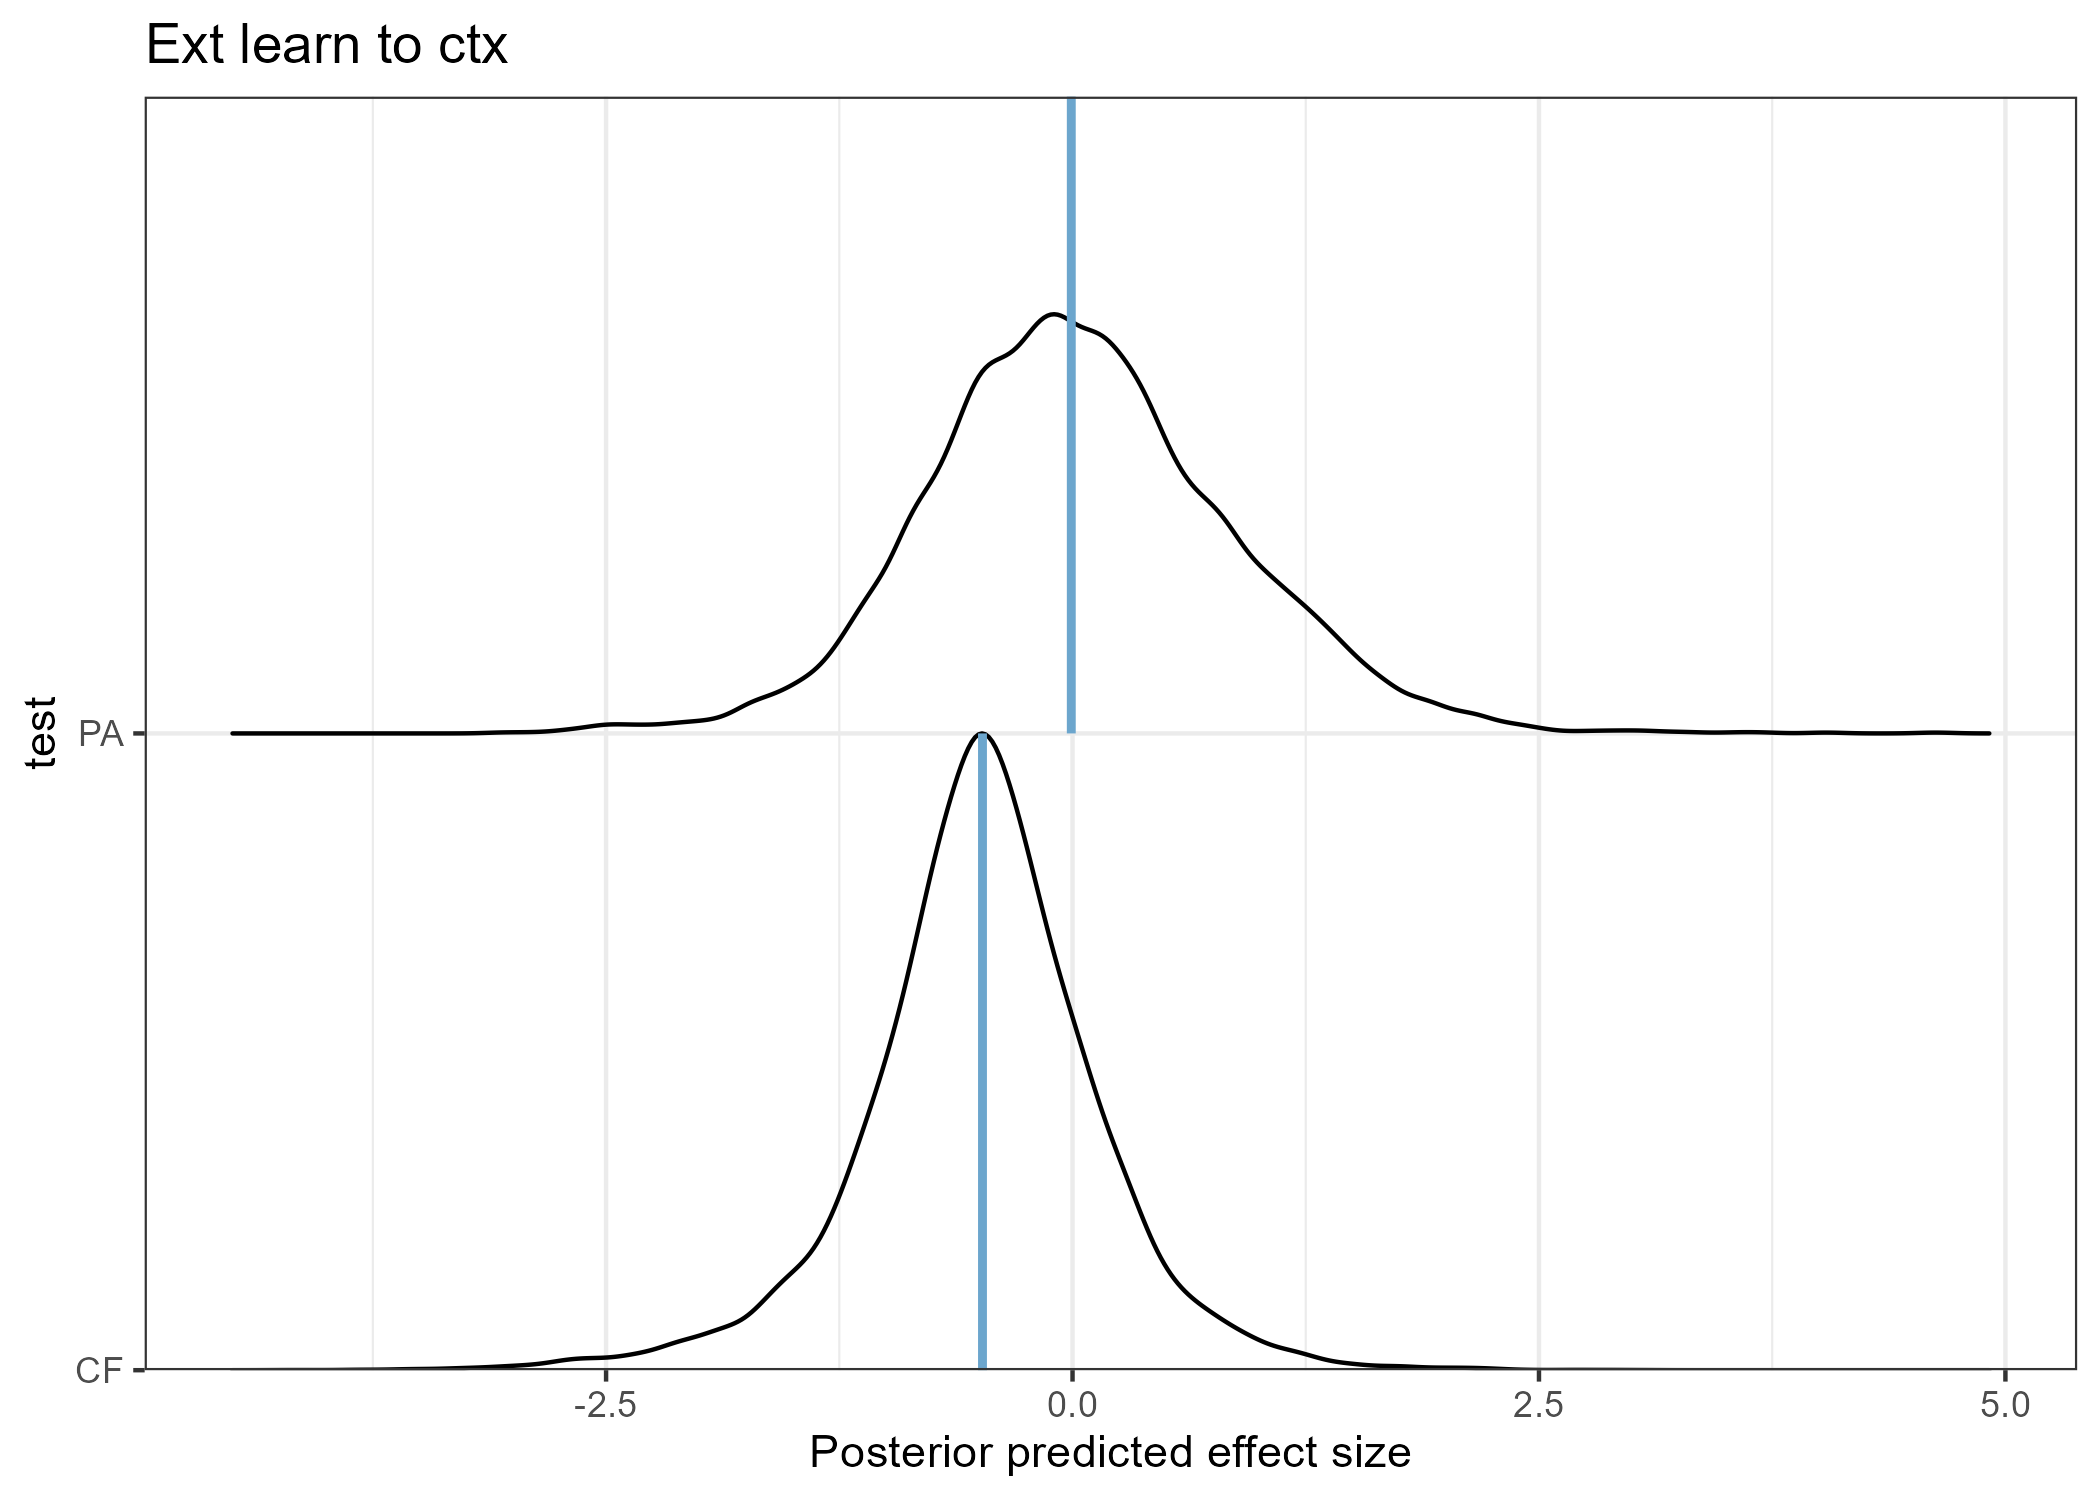 Ext learn to ctx
test
PA
CF
-2.5
0.0
2.5
5.0
Posterior predicted effect size